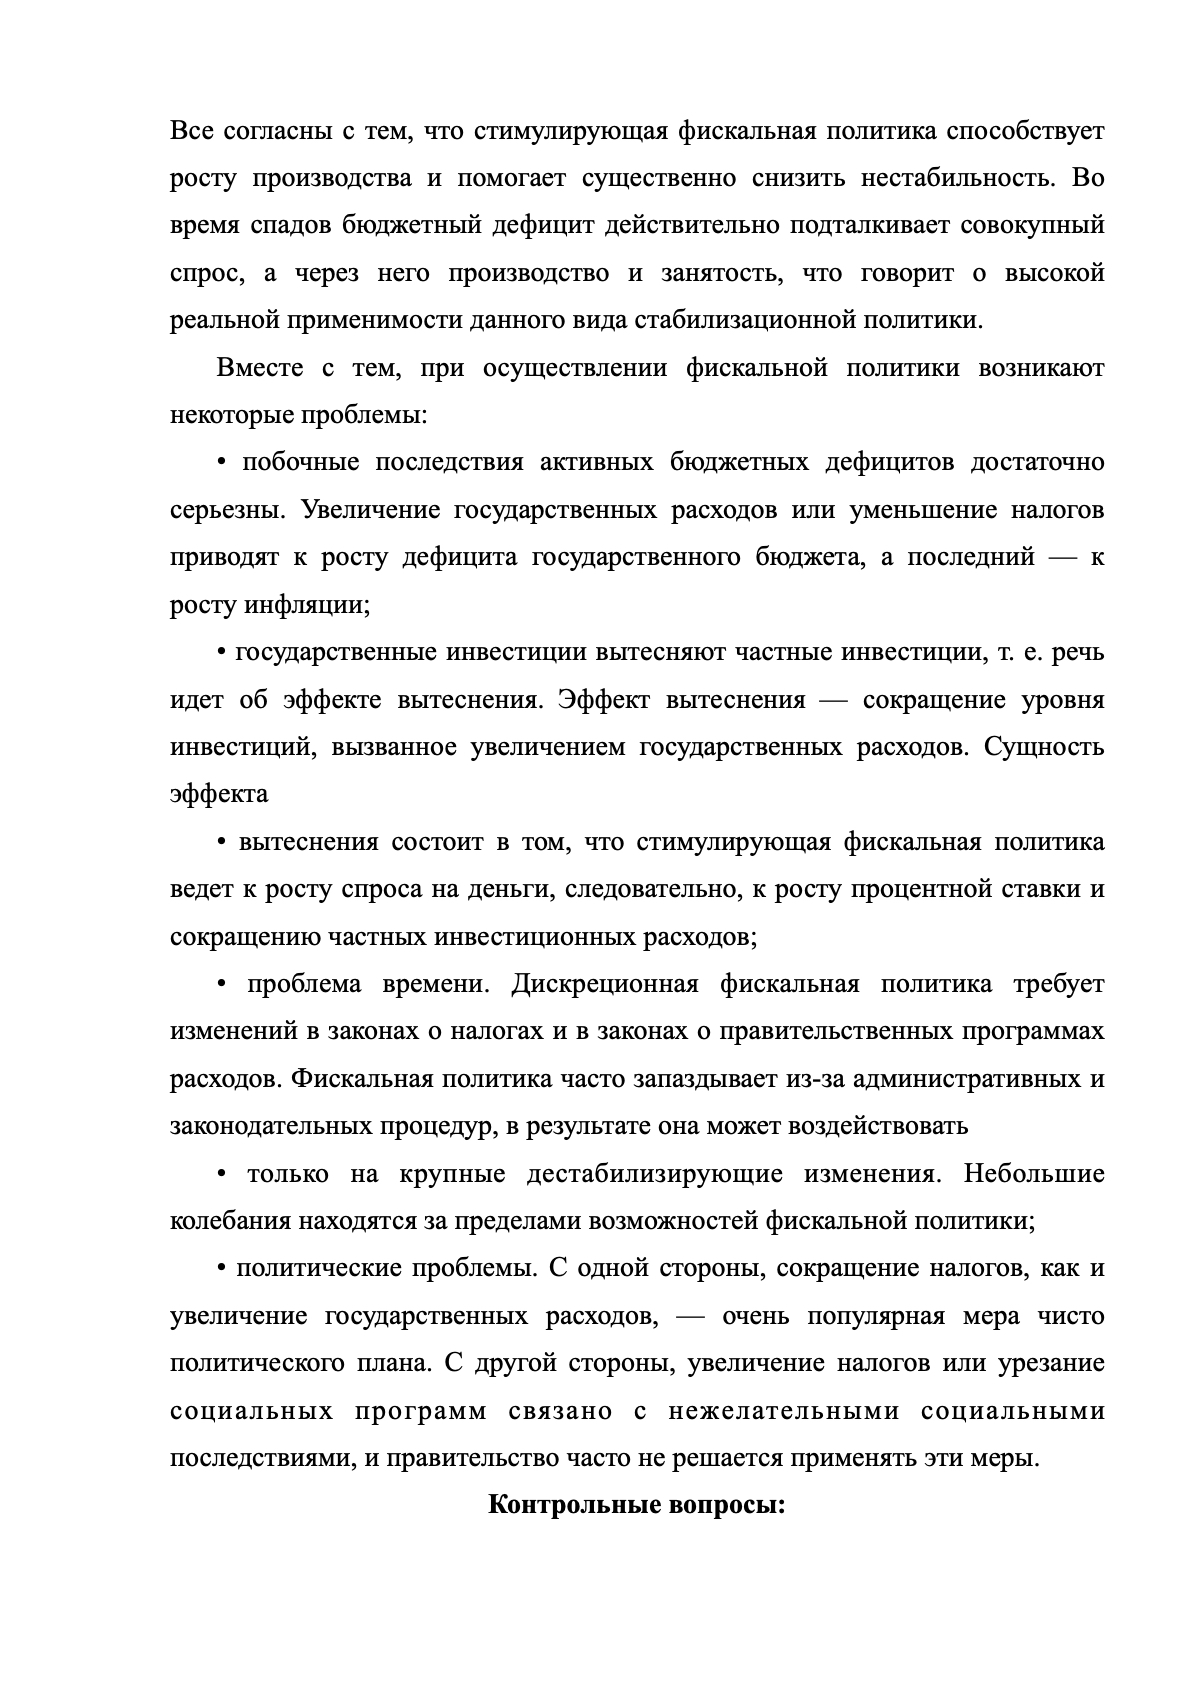 Все согласны с тем, что стимулирующая фискальная политика способствует
росту производства и помогает существенно снизить нестабильность. Во
время спадов бюджетный дефицит действительно подталкивает совокупный
спрос, а через него производство и занятость, что говорит о высокой
реальной применимости данного вида стабилизационной политики.
Вместе с тем, при осуществлении фискальной политики возникают
некоторые проблемы:
• побочные последствия активных бюджетных дефицитов достаточно
серьезны. Увеличение государственных расходов или уменьшение налогов
приводят к росту дефицита государственного бюджета, а последний — к
росту инфляции;
• государственные инвестиции вытесняют частные инвестиции, т. е. речь
идет об эффекте вытеснения. Эффект вытеснения — сокращение уровня
инвестиций, вызванное увеличением государственных расходов. Сущность
эффекта
• вытеснения состоит в том, что стимулирующая фискальная политика
ведет к росту спроса на деньги, следовательно, к росту процентной ставки и
сокращению частных инвестиционных расходов;
• проблема времени. Дискреционная фискальная политика требует
изменений в законах о налогах и в законах о правительственных программах
расходов. Фискальная политика часто запаздывает из-за административных и
законодательных процедур, в результате она может воздействовать
• только на крупные дестабилизирующие изменения. Небольшие
колебания находятся за пределами возможностей фискальной политики;
• политические проблемы. С одной стороны, сокращение налогов, как и
увеличение государственных расходов, — очень популярная мера чисто
политического плана. С другой стороны, увеличение налогов или урезание
социальных программ связано с нежелательными социальными
последствиями, и правительство часто не решается применять эти меры.
Контрольные вопросы: